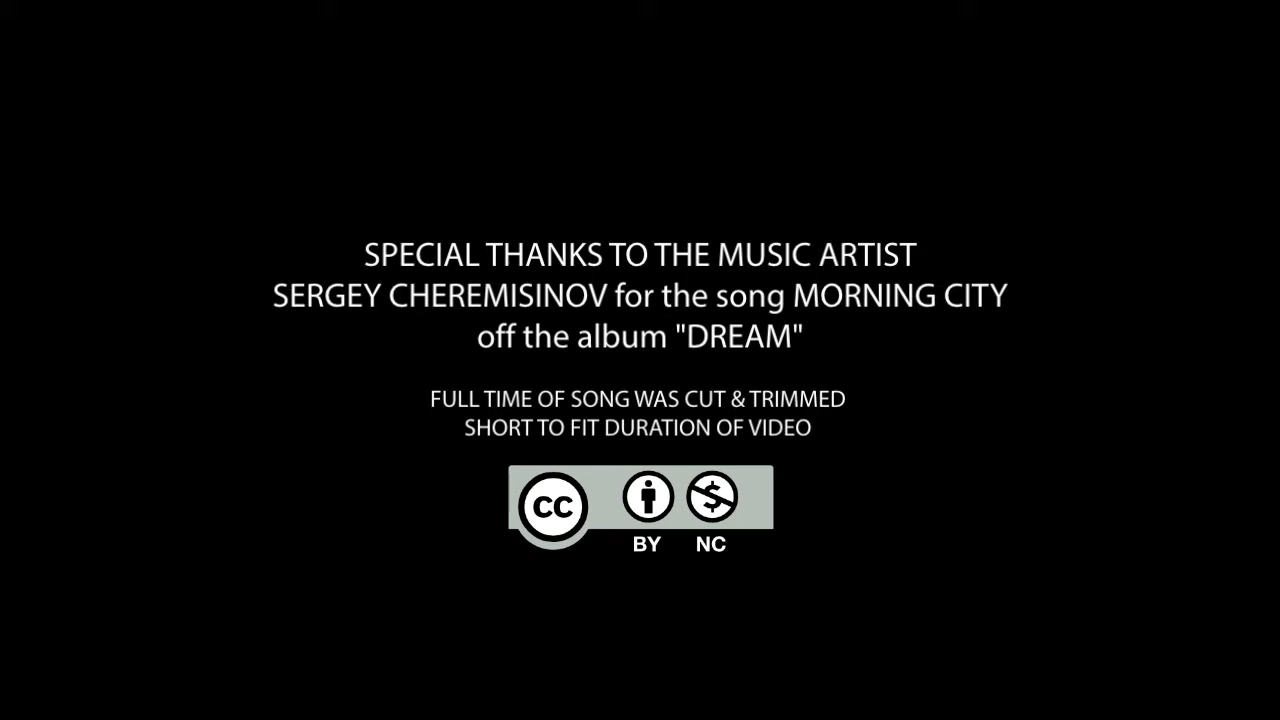 SPECIAL THANKS TO THE MUSIC ARTIST
SERGEY CHEREMISINOV for the song MORNING CITY
off the album "DREAM"
FULL TIME OF SONG WAS CUT & TRIMMED
SHORT TO FIT DURATION OF VIDEO
CC
BY NC